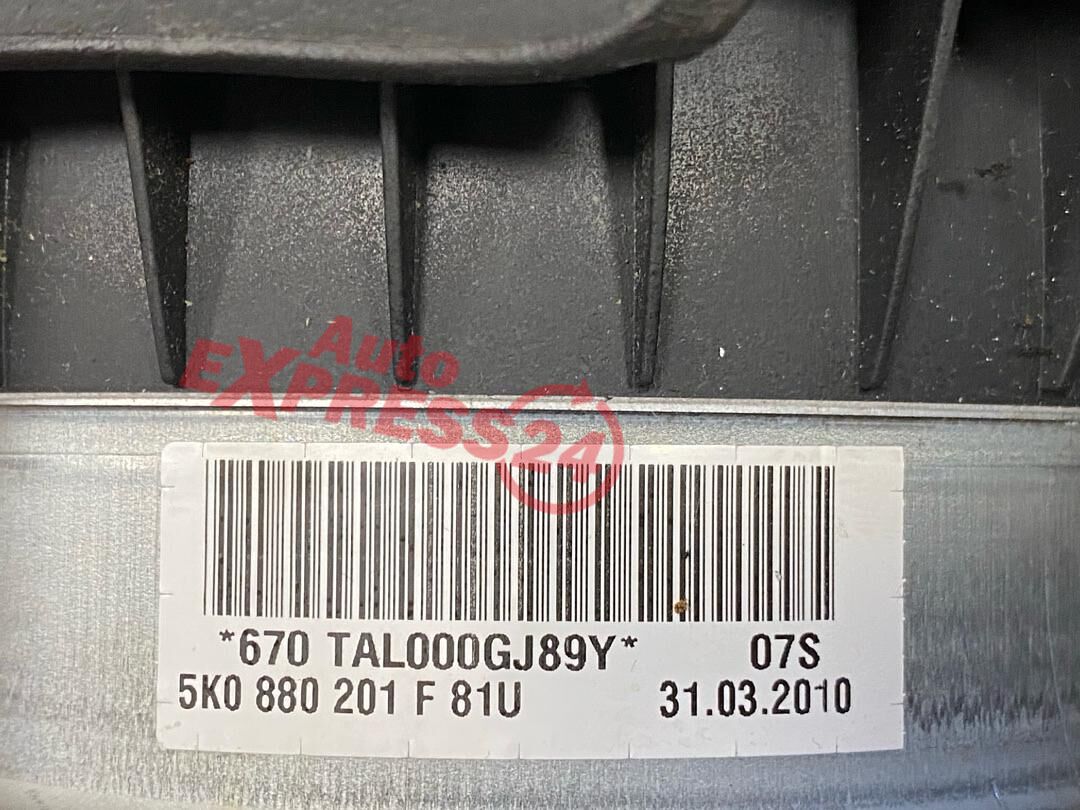 Auto
EXPRESS24
*670 TAL000GJ89Y* 07S
5K0 880 201 F 81U 31.03.2010